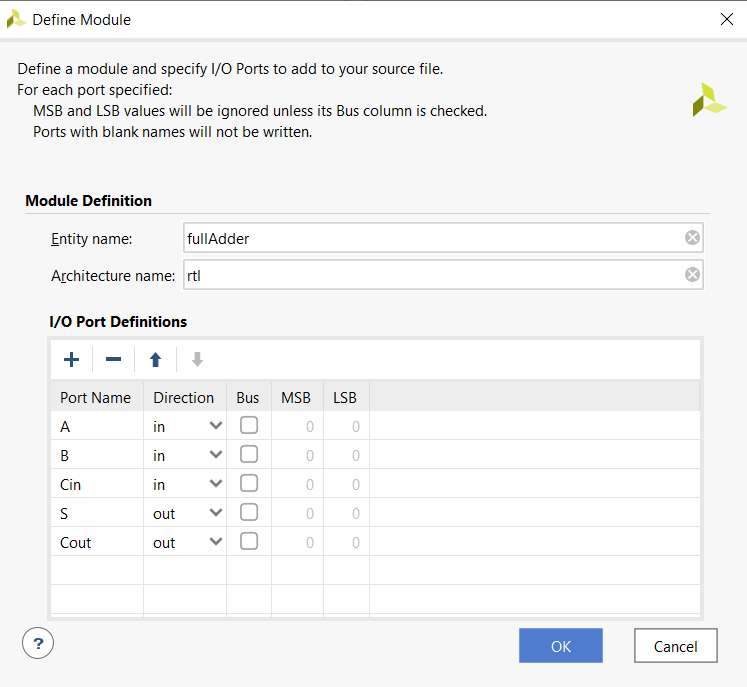 Define Module
Define a module and specify I/O Ports to add to your source file.
For each port specified:
MSB and LSB values will be ignored unless its Bus column is checked.
Ports with blank names will not be written.
Module Definition
Entity name: fullAdder
Architecture name: rtl
I/O Port Definitions
Port Name Direction Bus MSB LSB
A in 0 0
B in 0 0
Cin in 0 0
S out 0 0
Cout out 0 0
? OK Cancel